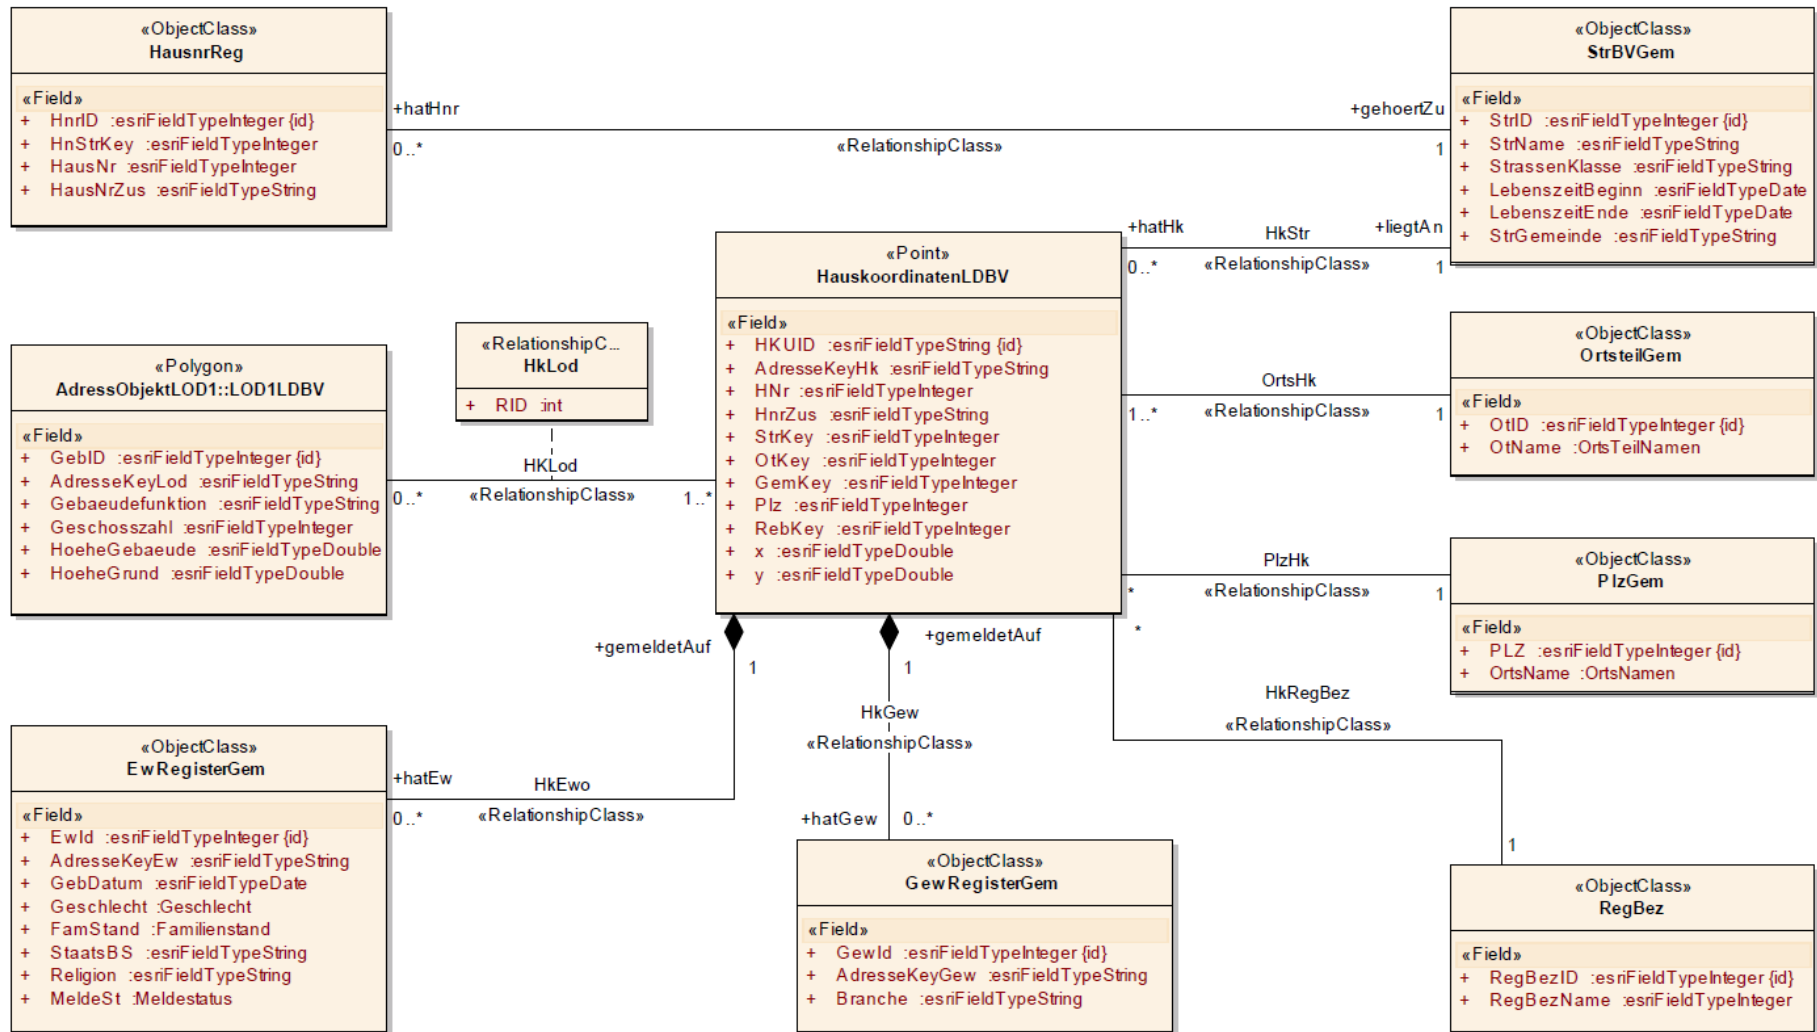 «ObjectClass»
HausnrReg
«Field»
+ HnrID :esriFieldTypeInteger {id}
+ HnStrKey :esriFieldTypeInteger
+ HausNr :esriFieldTypeInteger
+ HausNrZus :esriFieldTypeString
+hatHnr
0..*
«RelationshipClass»
+gehoertZu
1
«ObjectClass»
StrBVGem
«Field»
+ StrID :esriFieldTypeInteger {id}
+ StrName :esriFieldTypeString
+ StrassenKlasse :esriFieldTypeString
+ LebenszeitBeginn :esriFieldTypeDate
+ LebenszeitEnde :esriFieldTypeDate
+ StrGemeinde :esriFieldTypeString
+hatHk
0..*
HkStr
«RelationshipClass»
+liegtAn
1
«Point»
HauskoordinatenLDBV
«Field»
+ HKUID :esriFieldTypeString {id}
+ AdresseKeyHk :esriFieldTypeString
+ HNr :esriFieldTypeInteger
+ HnrZus :esriFieldTypeString
+ StrKey :esriFieldTypeInteger
+ OtKey :esriFieldTypeInteger
+ GemKey :esriFieldTypeInteger
+ Plz :esriFieldTypeInteger
+ RebKey :esriFieldTypeInteger
+ x :esriFieldTypeDouble
+ y :esriFieldTypeDouble
«RelationshipC...
HkLod
+ RID :int
«Polygon»
AdressObjektLOD1::LOD1LDBV
«Field»
+ GebID :esriFieldTypeInteger {id}
+ AdresseKeyLod :esriFieldTypeString
+ Gebaeudefunktion :esriFieldTypeString
+ Geschosszahl :esriFieldTypeInteger
+ HoeheGebaeude :esriFieldTypeDouble
+ HoeheGrund :esriFieldTypeDouble
HKLod
0..*
«RelationshipClass»
1..*
OrtsHk
1..*
«RelationshipClass»
1
«ObjectClass»
OrtsteilGem
«Field»
+ OtID :esriFieldTypeInteger {id}
+ OtName :OrtsTeilNamen
PlzHk
*
«RelationshipClass»
1
«ObjectClass»
PlzGem
«Field»
+ PLZ :esriFieldTypeInteger {id}
+ OrtsName :OrtsNamen
+gemeldetAuf
1
+gemeldetAuf
1
*
HkRegBez
«RelationshipClass»
1
HkGew
«RelationshipClass»
+hatGew
0..*
«ObjectClass»
EwRegisterGem
«Field»
+ EwId :esriFieldTypeInteger {id}
+ AdresseKeyEw :esriFieldTypeString
+ GebDatum :esriFieldTypeDate
+ Geschlecht :Geschlecht
+ FamStand :Familienstand
+ StaatsBS :esriFieldTypeString
+ Religion :esriFieldTypeString
+ MeldeSt :Meldestatus
+hatEw
0..*
HkEwo
«RelationshipClass»
«ObjectClass»
GewRegisterGem
«Field»
+ GewId :esriFieldTypeInteger {id}
+ AdresseKeyGew :esriFieldTypeString
+ Branche :esriFieldTypeString
«ObjectClass»
RegBez
«Field»
+ RegBezID :esriFieldTypeInteger {id}
+ RegBezName :esriFieldTypeInteger